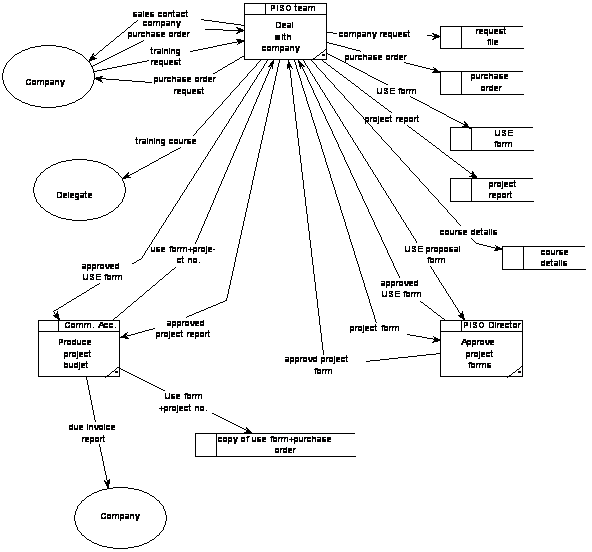 PISO team
Deal
with
company
sales contact
company
purchase order
training
request
purchase order
request
Company
company request
request
file
purchase order
purchase
order
USE form
USE
form
project report
project
report
training course
Delegate
course details
course
details
use form+proje-
ct no.
approved
USE form
USE proposal
form
approved
USE form
approved
project report
project form
approvd project
form
Comm. Acc.
Produce
project
budjet
PISO Director
Approve
project
forms
Use form
+project no.
copy of use form+purchase
order
due invoice
report
Company